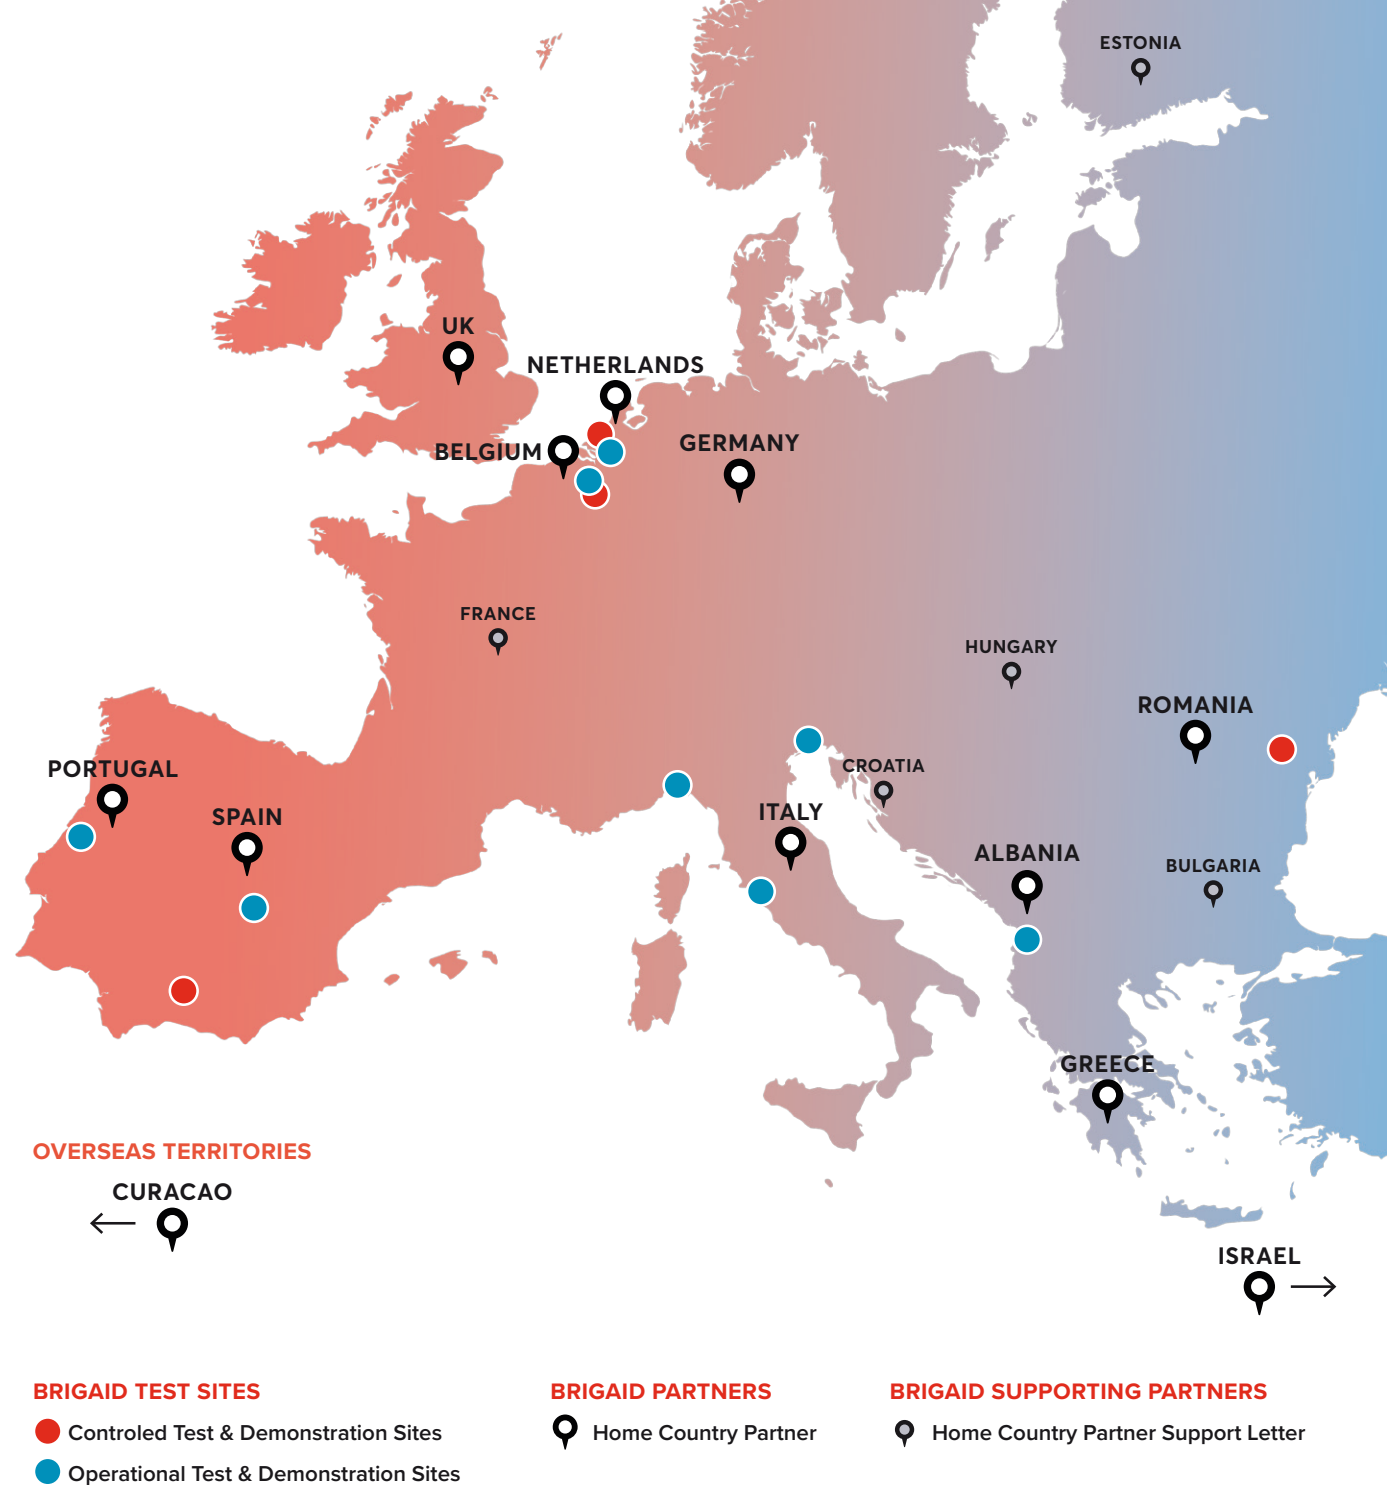 ESTONIA
UK
NETHERLANDS
BELGIUM
GERMANY
FRANCE
HUNGARY
ROMANIA
PORTUGAL
CROATIA
SPAIN
ITALY
ALBANIA
BULGARIA
GREECE
OVERSEAS TERRITORIES
CURACAO
ISRAEL
BRIGAID TEST SITES
Controled Test & Demonstration Sites
Operational Test & Demonstration Sites
BRIGAID PARTNERS
Home Country Partner
BRIGAID SUPPORTING PARTNERS
Home Country Partner Support Letter